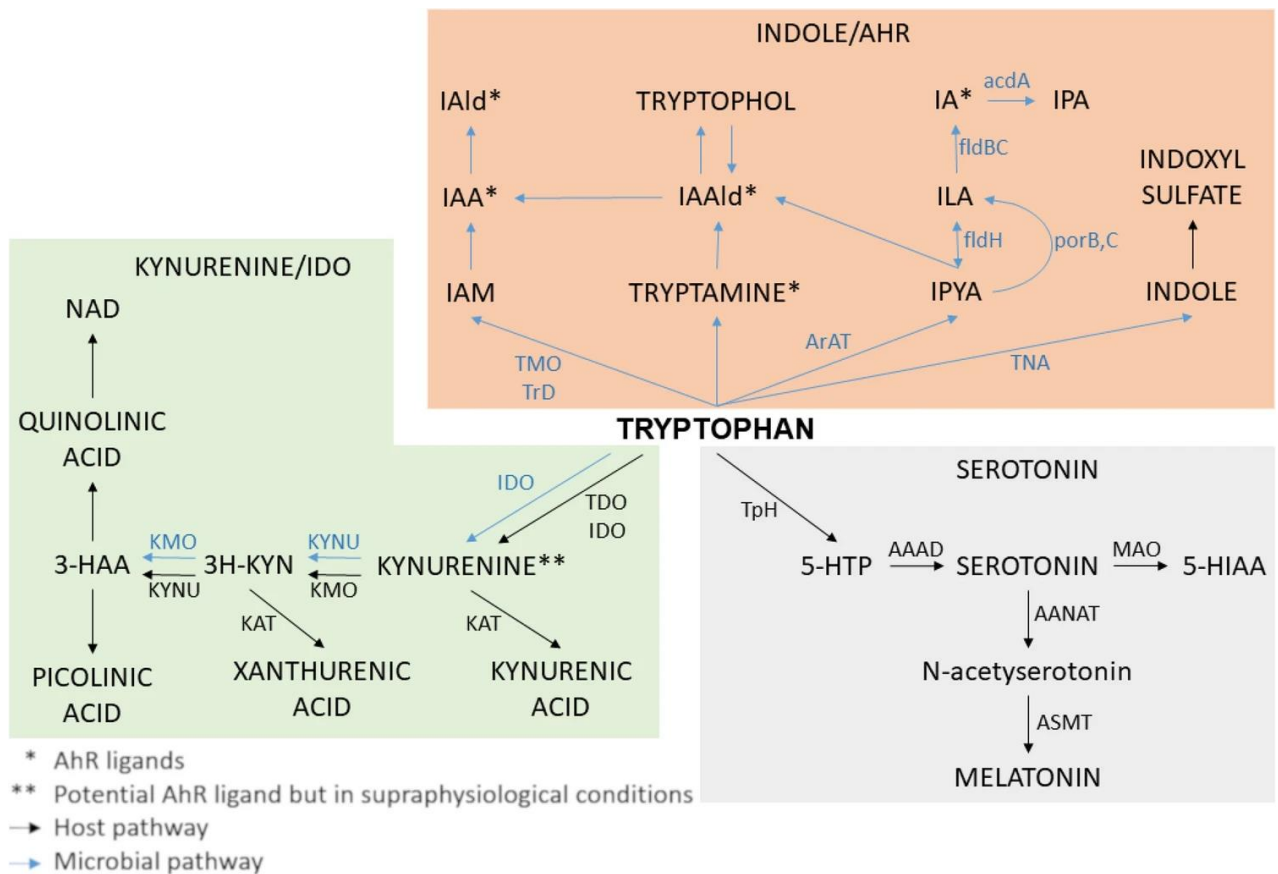 INDOLE/AHR
IAld*
TRYPTOPHOL
IA*
acdA
IPA
fldBC
INDOXYL
SULFATE
IAA*
IAAld*
ILA
fldH
porB,C
IAM
TRYPTAMINE*
IPYA
INDOLE
TMO
TrD
ArAT
TNA
TRYPTOPHAN
KYNURENINE/IDO
NAD
QUINOLINIC
ACID
IDO
TDO
IDO
3-HAA
KMO
KYNU
3H-KYN
KYNU
KMO
KYNURENINE**
KAT
KAT
PICOLINIC
ACID
XANTHURENIC
ACID
KYNURENIC
ACID
SEROTONIN
TpH
5-HTP
AAAD
SEROTONIN
MAO
5-HIAA
AANAT
N-acetyserotonin
ASMT
MELATONIN
* AhR ligands
** Potential AhR ligand but in supraphysiological conditions
Host pathway
Microbial pathway